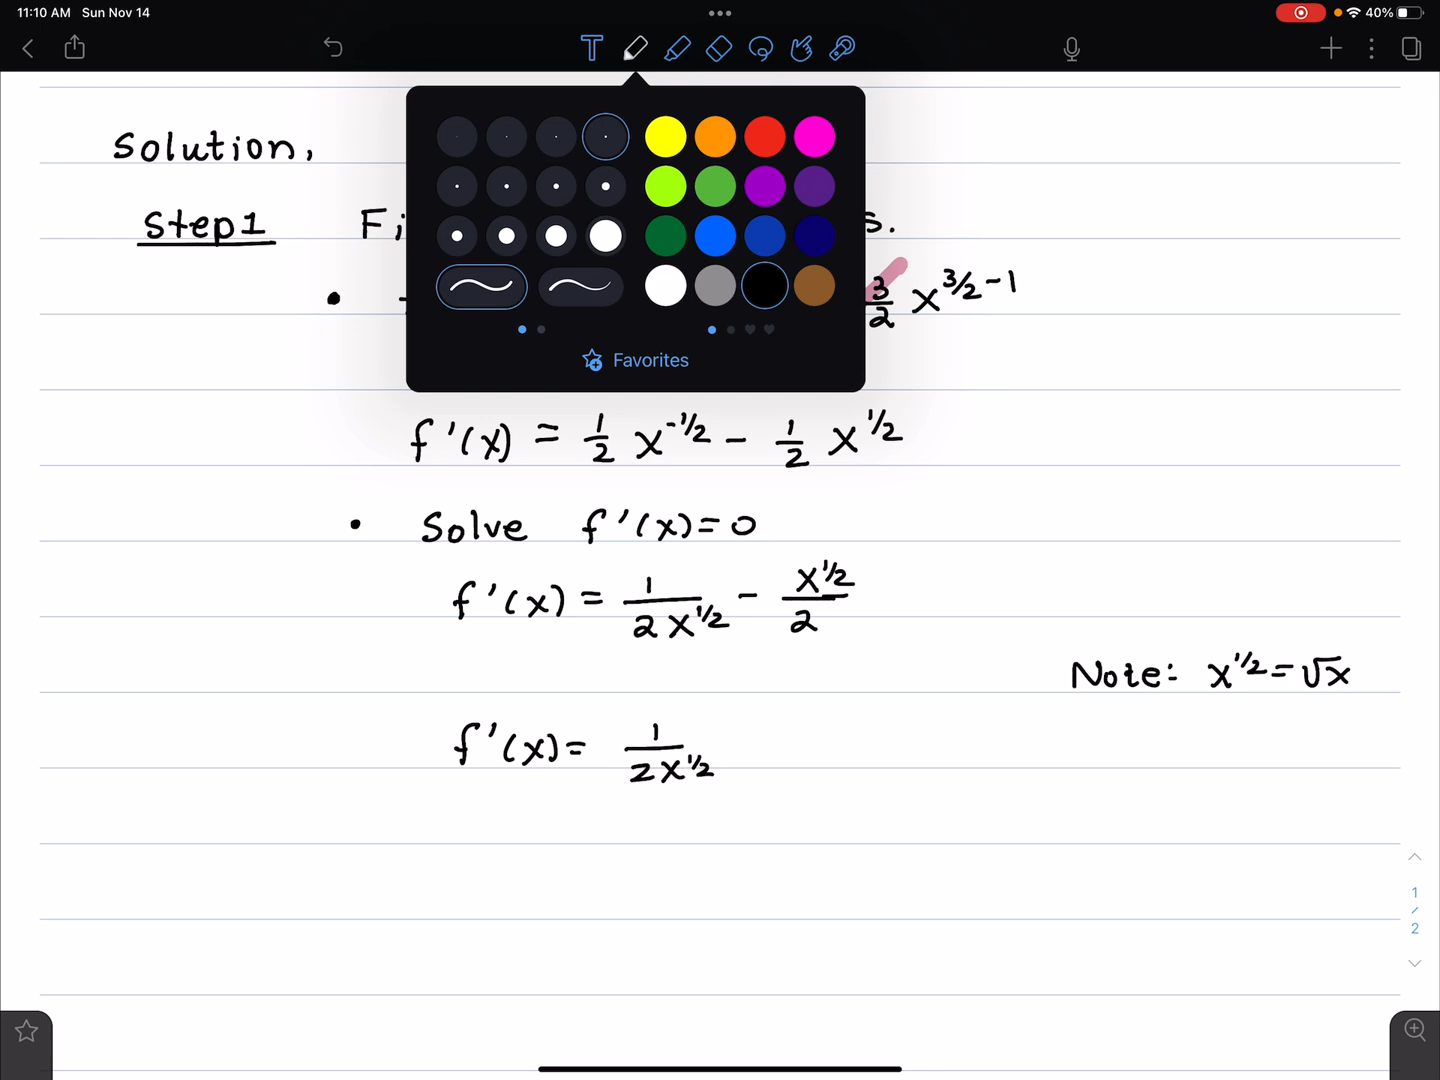 11:10 AM Sun Nov 14
40%
T
Solution,
Step1 Fi s.
3/2 x^3/2 -1
Favorites
f'(x) = 1/2 x^-1/2 - 1/2 x^1/2
• Solve f'(x)=0
f'(x) = 1/2x^1/2 - x^1/2/2
Note: x^1/2=√x
f'(x)= 1/2x^1/2
1
/
2